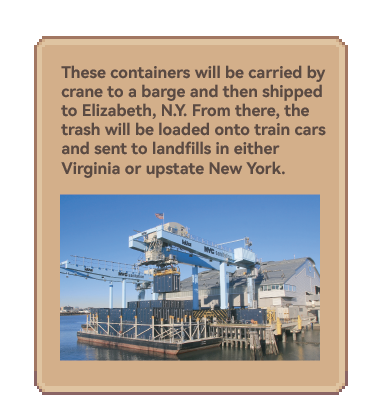 These containers will be carried by
crane to a barge and then shipped
to Elizabeth, N.Y. From there, the
trash will be loaded onto train cars
and sent to landfills in either
Virginia or upstate New York.
NYC